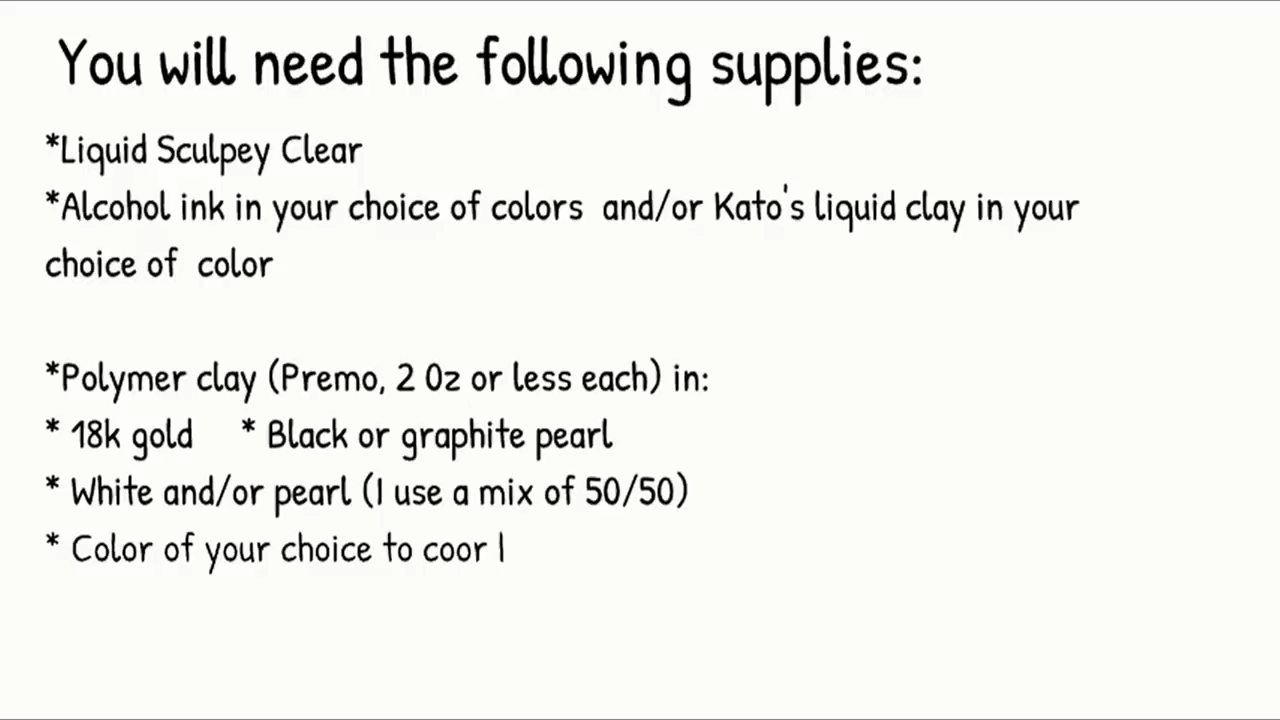 You will need the following supplies:
*Liquid Sculpey Clear
*Alcohol ink in your choice of colors  and/or Kato's liquid clay in your
choice of  color
*Polymer clay (Premo, 2 Oz or less each) in:
* 18k gold     * Black or graphite pearl
* White and/or pearl (I use a mix of 50/50)
* Color of your choice to coor